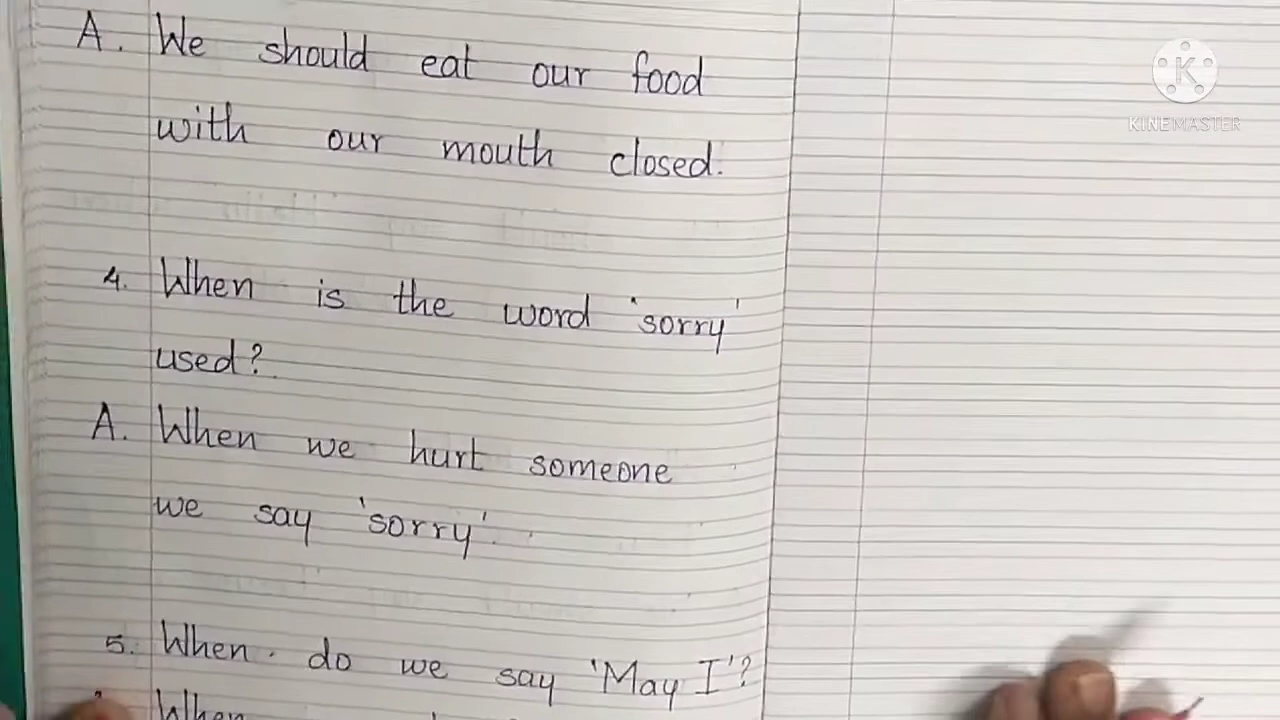 A. We should eat our food
with our mouth closed.
KINEMASTER
4. When is the word 'sorry'
used?
A. When we hurt someone
we say 'sorry'.
5. When do we say 'May I'?
When